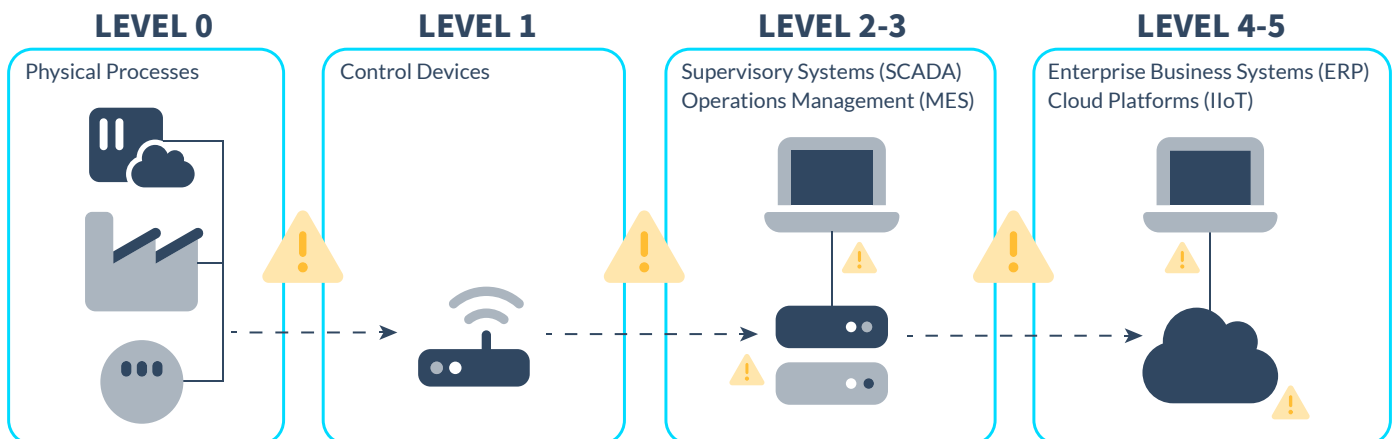 LEVEL 0
Physical Processes
LEVEL 1
Control Devices
LEVEL 2-3
Supervisory Systems (SCADA)
Operations Management (MES)
LEVEL 4-5
Enterprise Business Systems (ERP)
Cloud Platforms (IIoT)